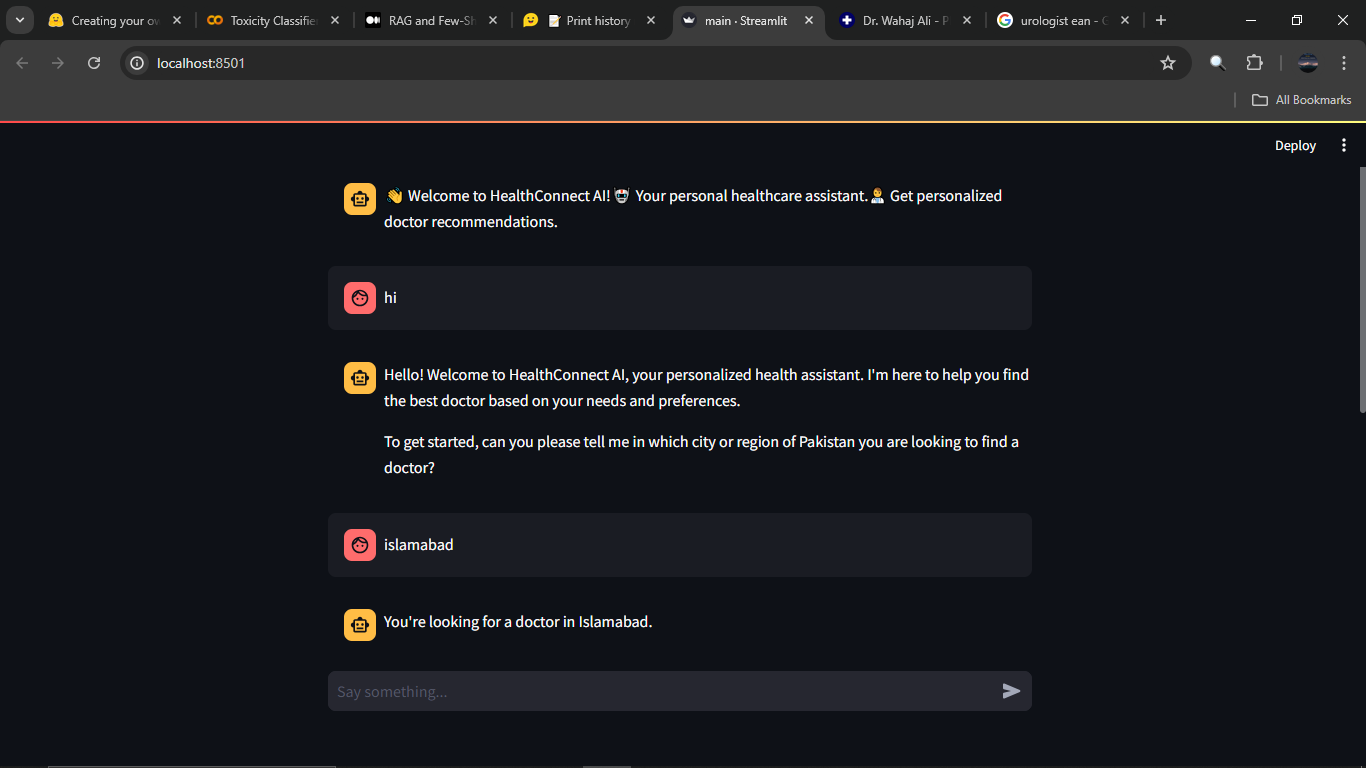 Creating your ow
Toxicity Classifie
RAG and Few-Sh
Print history
main · Streamlit
Dr. Wahaj Ali - P
urologist ean - G
localhost:8501
All Bookmarks
Deploy
👋 Welcome to HealthConnect AI! 🤖 Your personal healthcare assistant.👨‍⚕️ Get personalized
doctor recommendations.
hi
Hello! Welcome to HealthConnect AI, your personalized health assistant. I'm here to help you find
the best doctor based on your needs and preferences.
To get started, can you please tell me in which city or region of Pakistan you are looking to find a
doctor?
islamabad
You're looking for a doctor in Islamabad.
Say something...